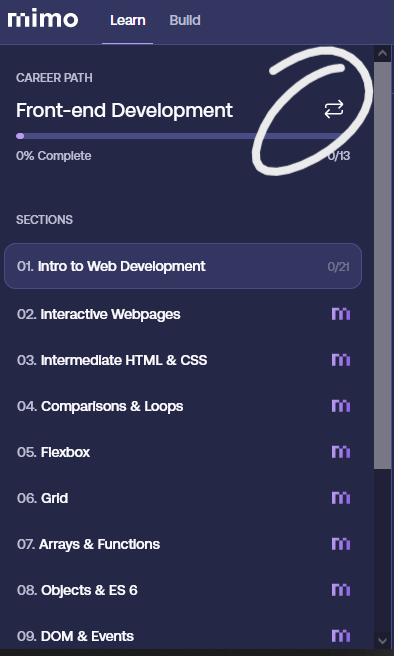 mimo Learn Build
CAREER PATH
Front-end Development
0% Complete 0/13
SECTIONS
01. Intro to Web Development 0/21
02. Interactive Webpages
03. Intermediate HTML & CSS
04. Comparisons & Loops
05. Flexbox
06. Grid
07. Arrays & Functions
08. Objects & ES 6
09. DOM & Events